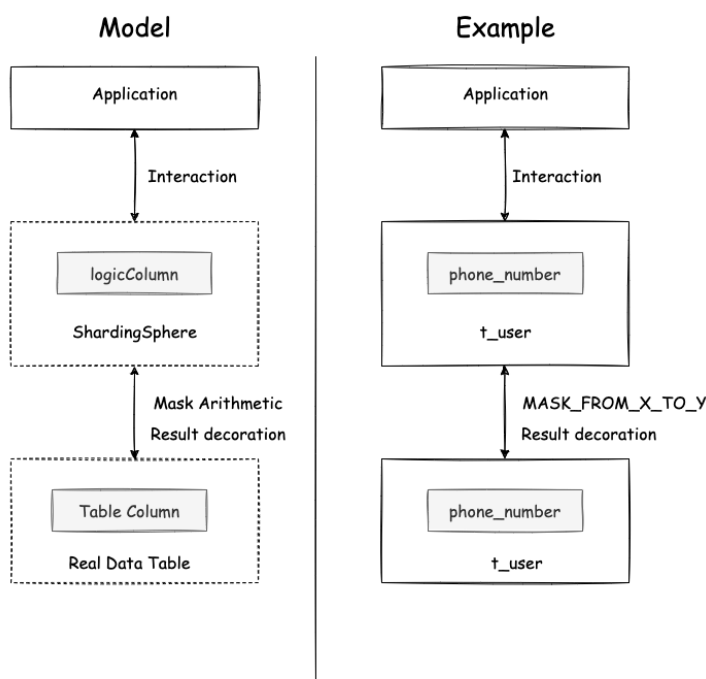 Model
Application
Interaction
logicColumn
ShardingSphere
Mask Arithmetic
Result decoration
Table Column
Real Data Table
Example
Application
Interaction
phone_number
t_user
MASK_FROM_X_TO_Y
Result decoration
phone_number
t_user